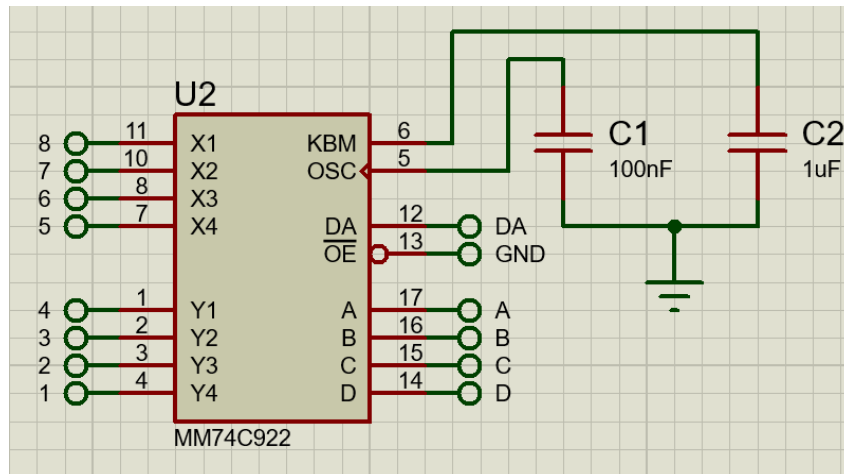 U2
8 11 X1 KBM 6
7 10 X2 OSC 5
6 8 X3
5 7 X4
DA 12 DA
OE 13 GND
4 1 Y1 A 17 A
3 2 Y2 B 16 B
2 3 Y3 C 15 C
1 4 Y4 D 14 D
MM74C922
C1
100nF
C2
1uF